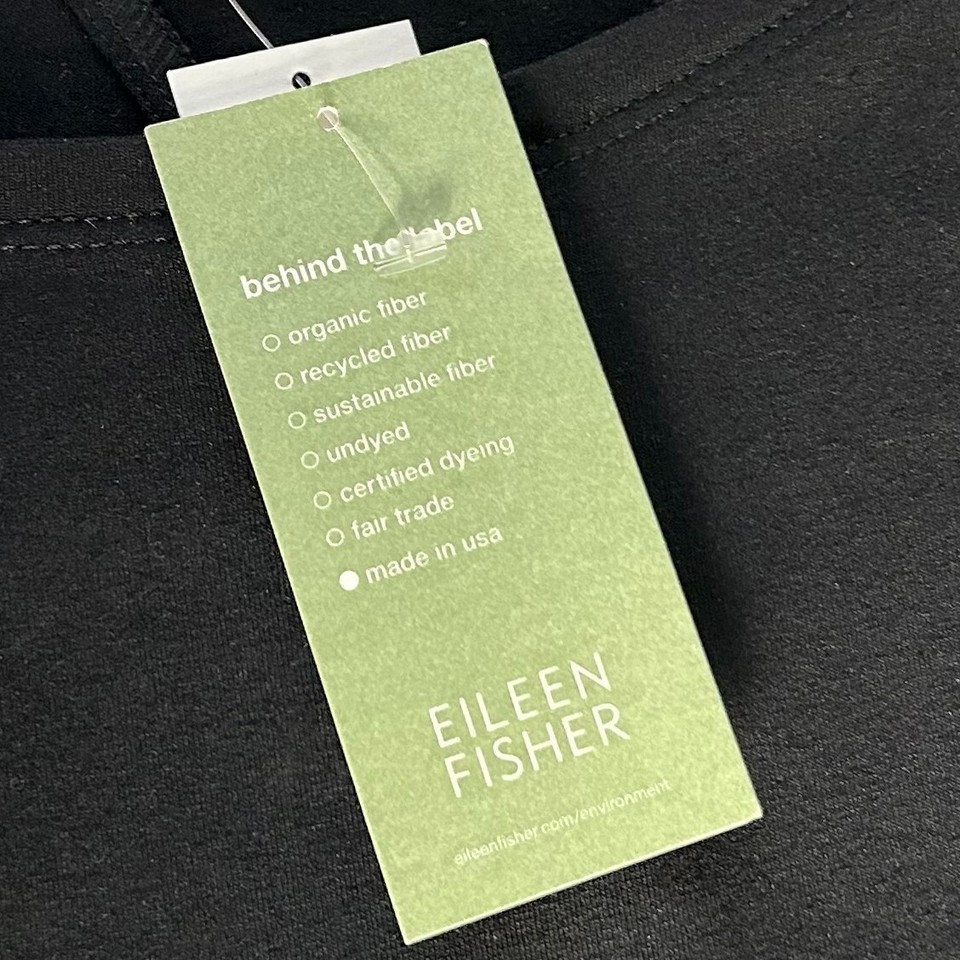 behind the label
organic fiber
recycled fiber
sustainable fiber
undyed
certified dyeing
fair trade
made in usa
EILEEN
FISHER
eileenfisher.com/environment